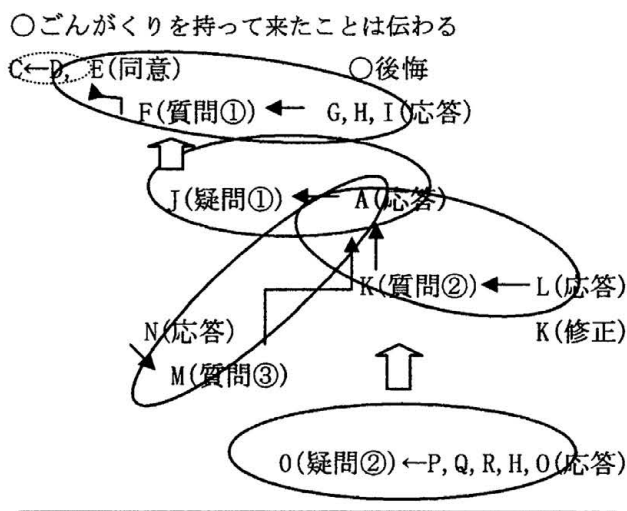 ○ごんがくりを持って来たことは伝わる
C←D, E(同意) ○後悔
F(質問①) ← G,H,I(応答)
J(疑問①) ← A(応答)
K(質問②) ← L(応答)
N(応答) K(修正)
M(質問③)
O(疑問②)←P,Q,R,H,O(応答)